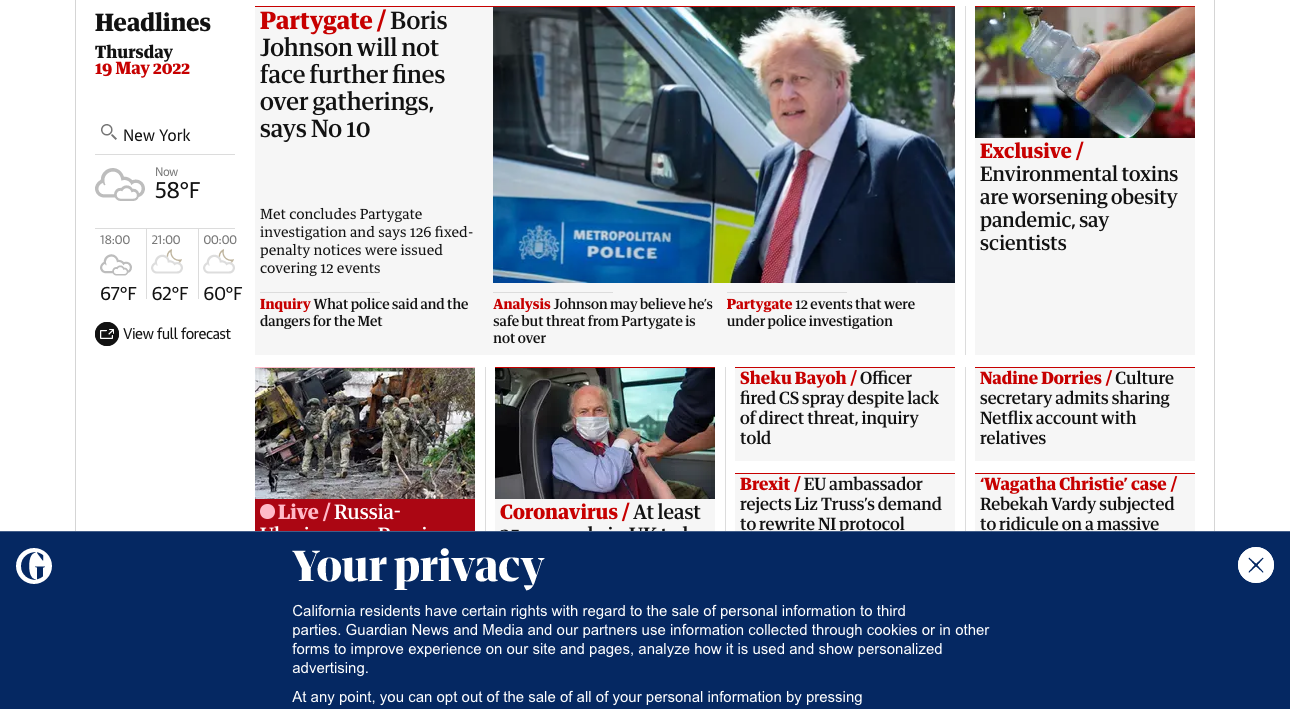 Headlines
Thursday
19 May 2022
New York
Now
58°F
18:00
21:00
00:00
67°F
62°F
60°F
View full forecast
Partygate / Boris
Johnson will not
face further fines
over gatherings,
says No 10
Met concludes Partygate
investigation and says 126 fixed-
penalty notices were issued
covering 12 events
METROPOLITAN
POLICE
Inquiry What police said and the
dangers for the Met
Analysis Johnson may believe he's
safe but threat from Partygate is
not over
Partygate 12 events that were
under police investigation
Exclusive /
Environmental toxins
are worsening obesity
pandemic, say
scientists
Live / Russia-
Coronavirus / At least
Sheku Bayoh / Officer
fired CS spray despite lack
of direct threat, inquiry
told
Brexit / EU ambassador
rejects Liz Truss's demand
to rewrite NI protocol
Nadine Dorries / Culture
secretary admits sharing
Netflix account with
relatives
'Wagatha Christie' case /
Rebekah Vardy subjected
to ridicule on a massive
G
Your privacy
California residents have certain rights with regard to the sale of personal information to third
parties. Guardian News and Media and our partners use information collected through cookies or in other
forms to improve experience on our site and pages, analyze how it is used and show personalized
advertising.
At any point, you can opt out of the sale of all of your personal information by pressing